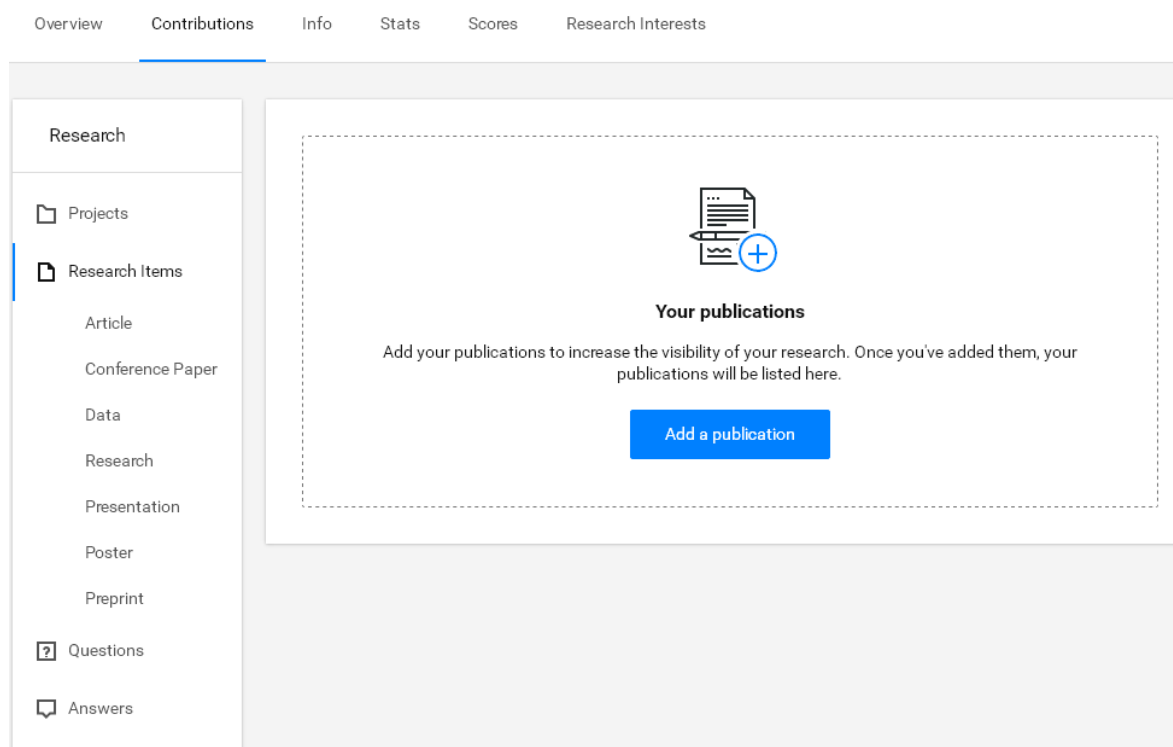 Overview Contributions Info Stats Scores Research Interests
Research
Projects
Research Items
Article
Conference Paper
Data
Research
Presentation
Poster
Preprint
Questions
Answers
Your publications
Add your publications to increase the visibility of your research. Once you've added them, your
publications will be listed here.
Add a publication